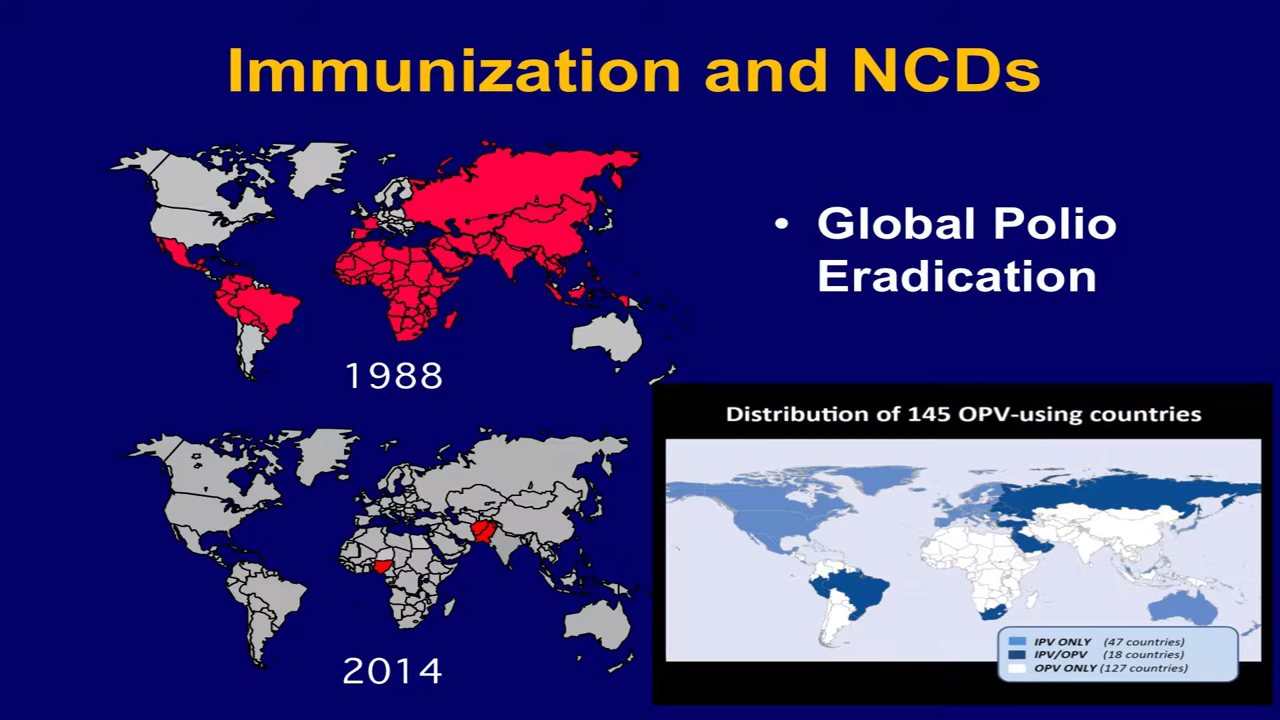 Immunization and NCDs
• Global Polio
Eradication
1988
2014
Distribution of 145 OPV-using countries
IPV ONLY (47 countries)
IPV/OPV (18 countries)
OPV ONLY (127 countries)